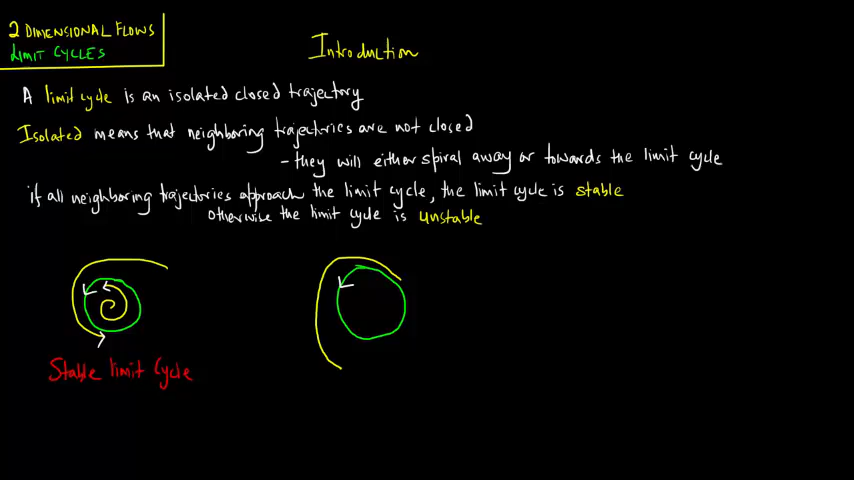 2 DIMENSIONAL FLOWS
LIMIT CYCLES
Introduction
A limit cycle is an isolated closed trajectory
Isolated means that neighboring trajectories are not closed
- they will either spiral away or towards the limit cycle
if all neighboring trajectories approach the limit cycle, the limit cycle is stable
otherwise the limit cycle is unstable
Stable limit Cycle